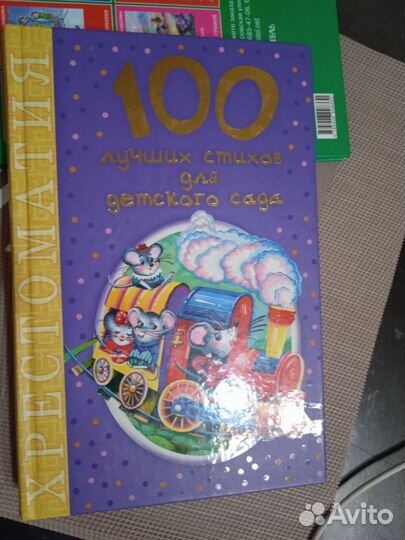 100
лучших стихов
для
детского сада
ХРЕСТОМАТИЯ
Avito